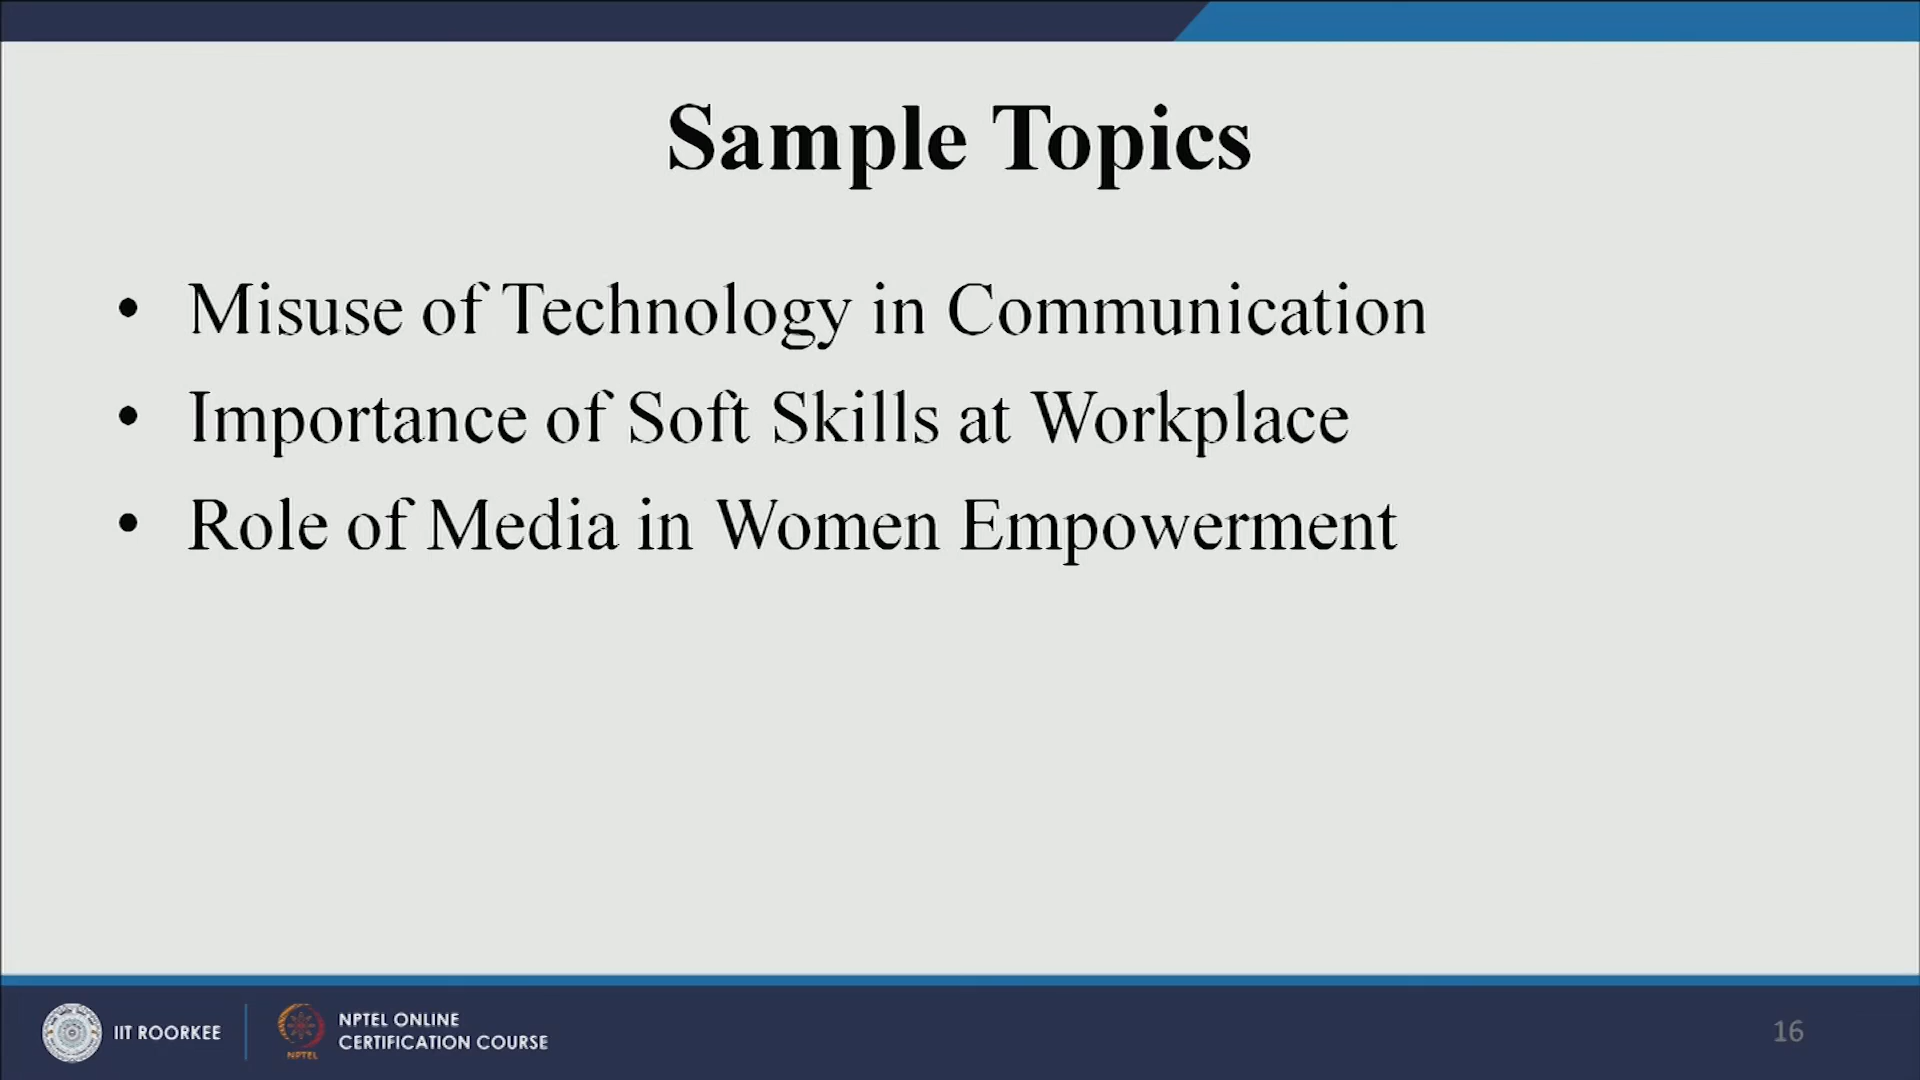 Sample Topics
• Misuse of Technology in Communication
• Importance of Soft Skills at Workplace
• Role of Media in Women Empowerment
IIT ROORKEE
NPTEL
NPTEL ONLINE
CERTIFICATION COURSE
16